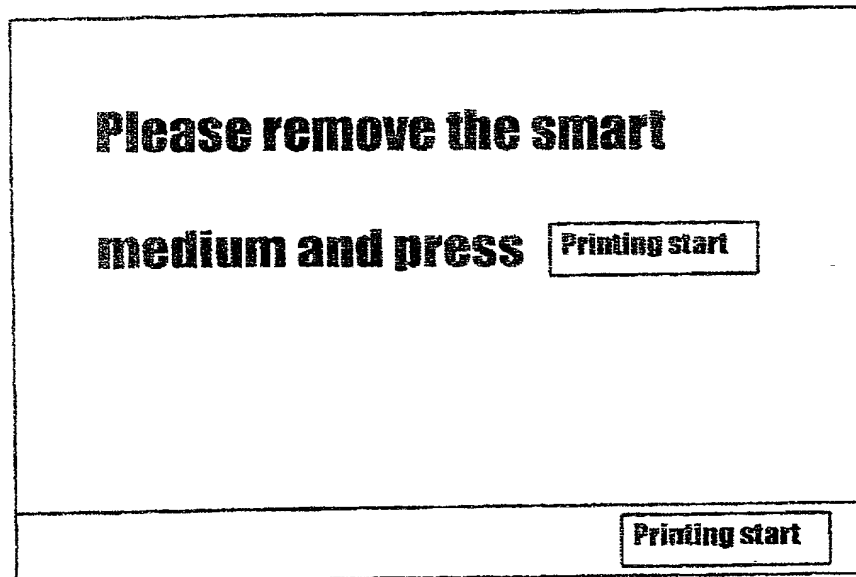 Please remove the smart
medium and press Printing start
Printing start